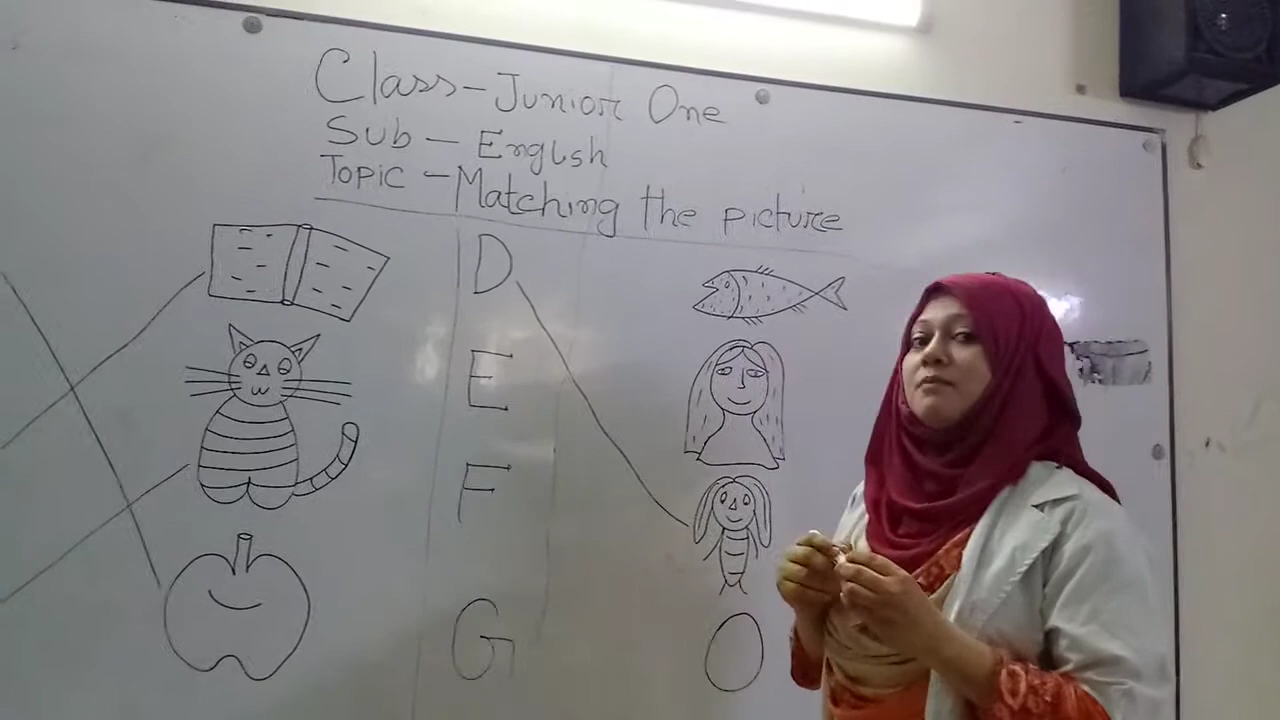 Class - Junior One
Sub - English
Topic - Matching the picture
D
E
F
G